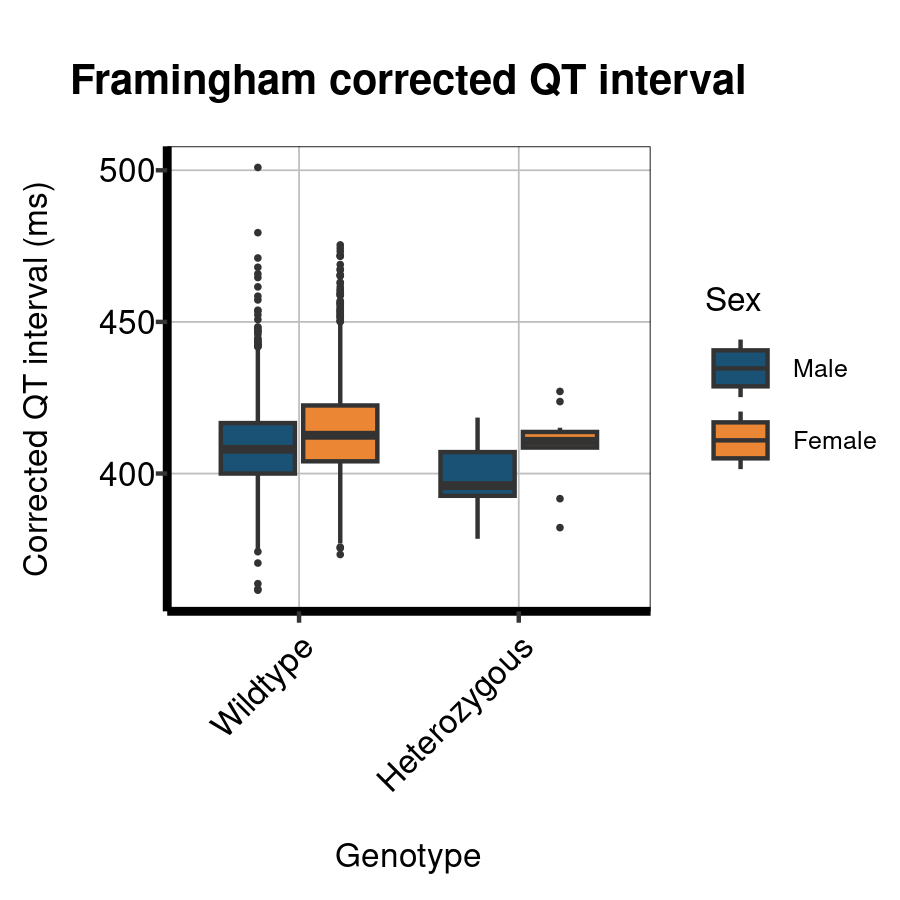 Framingham corrected QT interval
Corrected QT interval (ms)
500
450
400
Wildtype
Heterozygous
Genotype
Sex
Male
Female